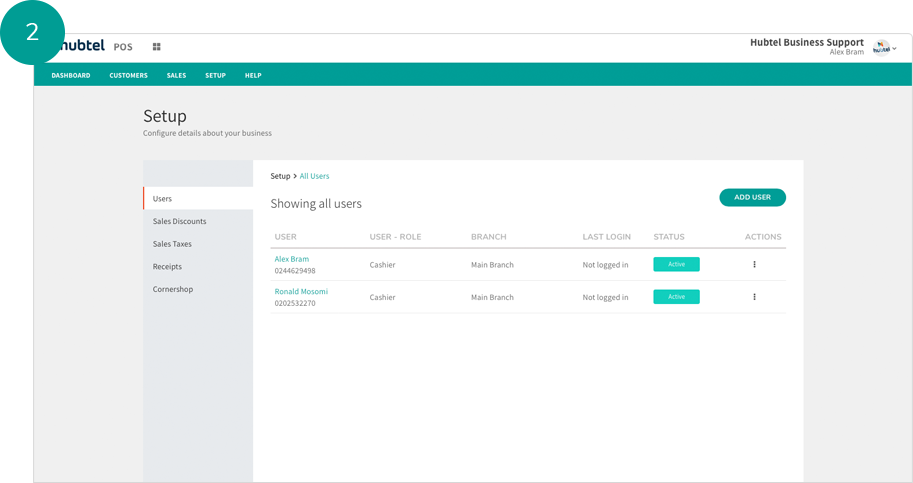 2
hubtel POS
Hubtel Business Support
Alex Bram
DASHBOARD CUSTOMERS SALES SETUP HELP
Setup
Configure details about your business
Users
Sales Discounts
Sales Taxes
Receipts
Cornershop
Setup > All Users
Showing all users
ADD USER
USER USER - ROLE BRANCH LAST LOGIN STATUS ACTIONS
Alex Bram
0244629498 Cashier Main Branch Not logged in Active
Ronald Mosomi
0202532270 Cashier Main Branch Not logged in Active